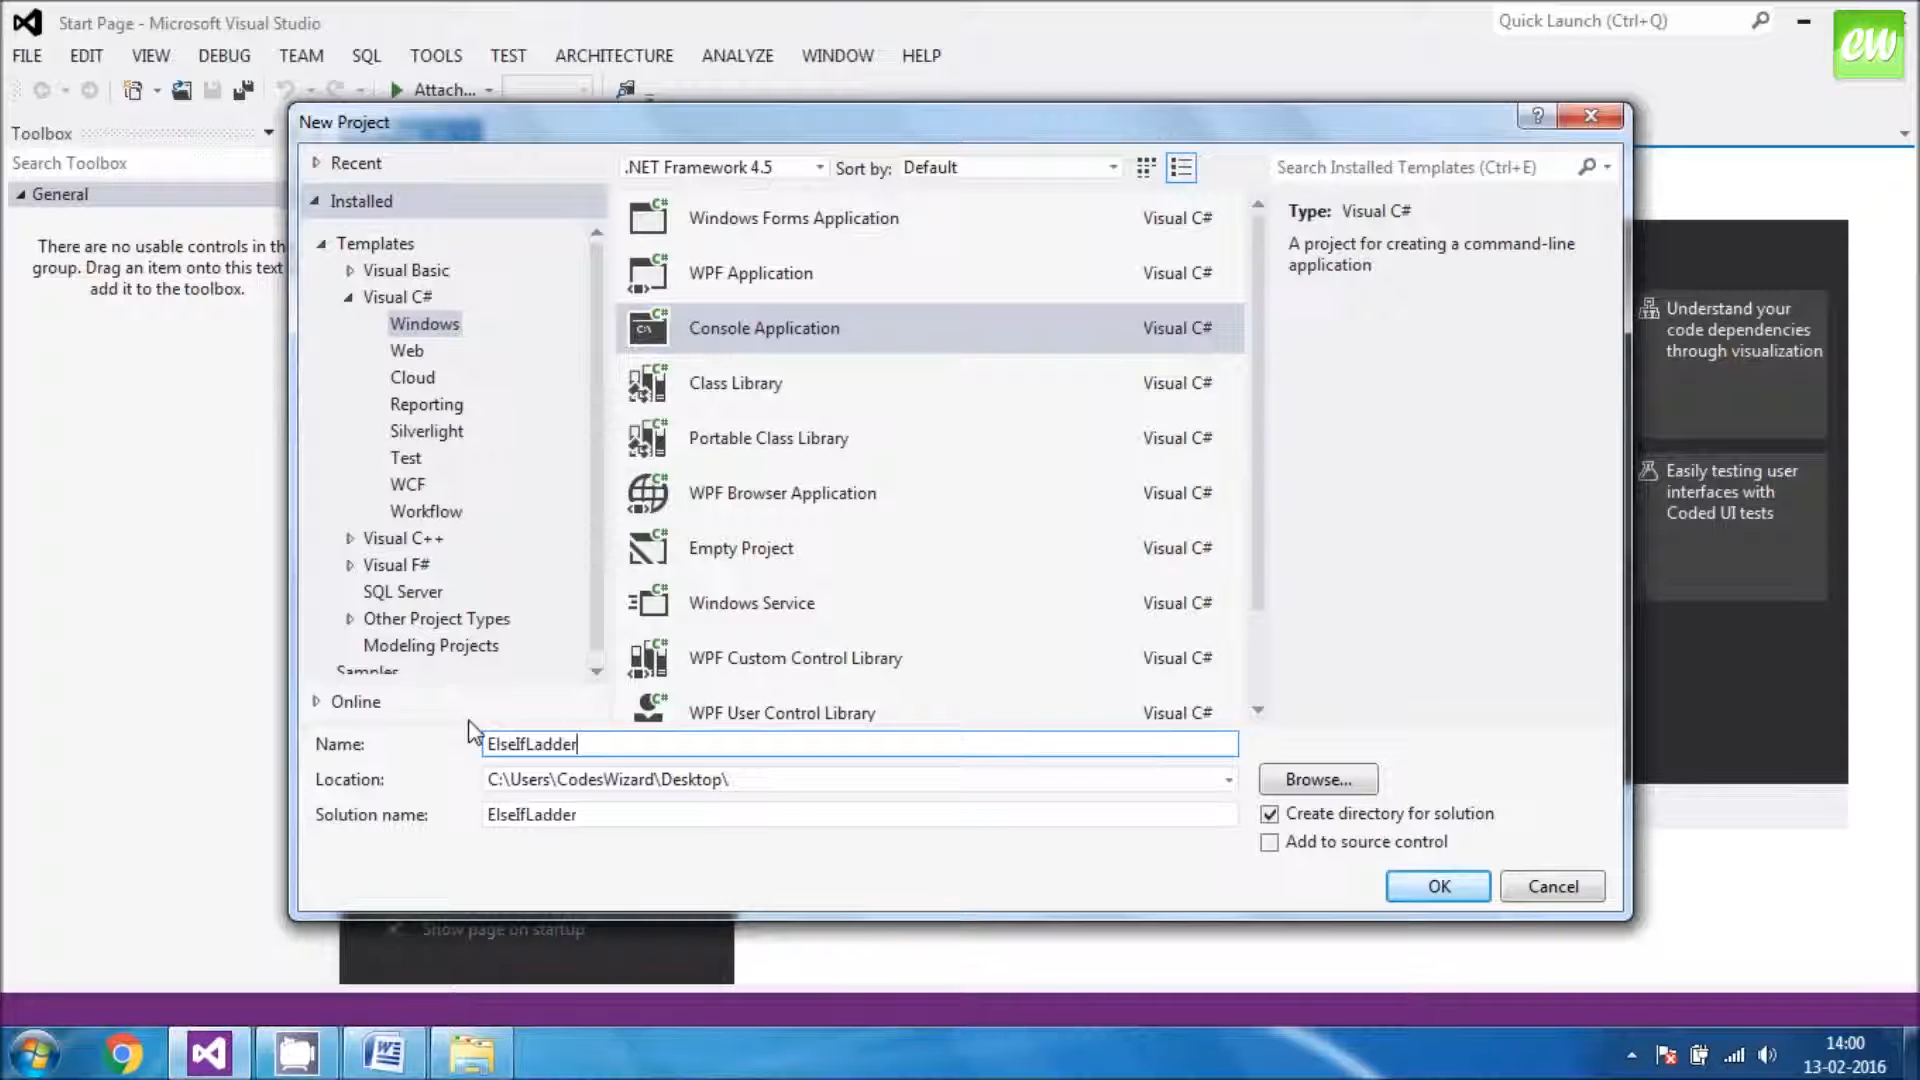 Start Page - Microsoft Visual Studio
Quick Launch (Ctrl+Q)
cw
FILE EDIT VIEW DEBUG TEAM SQL TOOLS TEST ARCHITECTURE ANALYZE WINDOW HELP
Attach...
Toolbox
Search Toolbox
General
There are no usable controls in th
group. Drag an item onto this text
add it to the toolbox.
New Project
Recent
Installed
Templates
Visual Basic
Visual C#
Windows
Web
Cloud
Reporting
Silverlight
Test
WCF
Workflow
Visual C++
Visual F#
SQL Server
Other Project Types
Modeling Projects
Samples
Online
.NET Framework 4.5 Sort by: Default
Windows Forms Application Visual C#
WPF Application Visual C#
Console Application Visual C#
Class Library Visual C#
Portable Class Library Visual C#
WPF Browser Application Visual C#
Empty Project Visual C#
Windows Service Visual C#
WPF Custom Control Library Visual C#
WPF User Control Library Visual C#
Search Installed Templates (Ctrl+E)
Type: Visual C#
A project for creating a command-line
application
Understand your
code dependencies
through visualization
Easily testing user
interfaces with
Coded UI tests
Name: ElseIfLadder
Location: C:\Users\CodesWizard\Desktop\
Browse...
Solution name: ElseIfLadder
Create directory for solution
Add to source control
OK Cancel
Show page on startup
14:00
13-02-2016